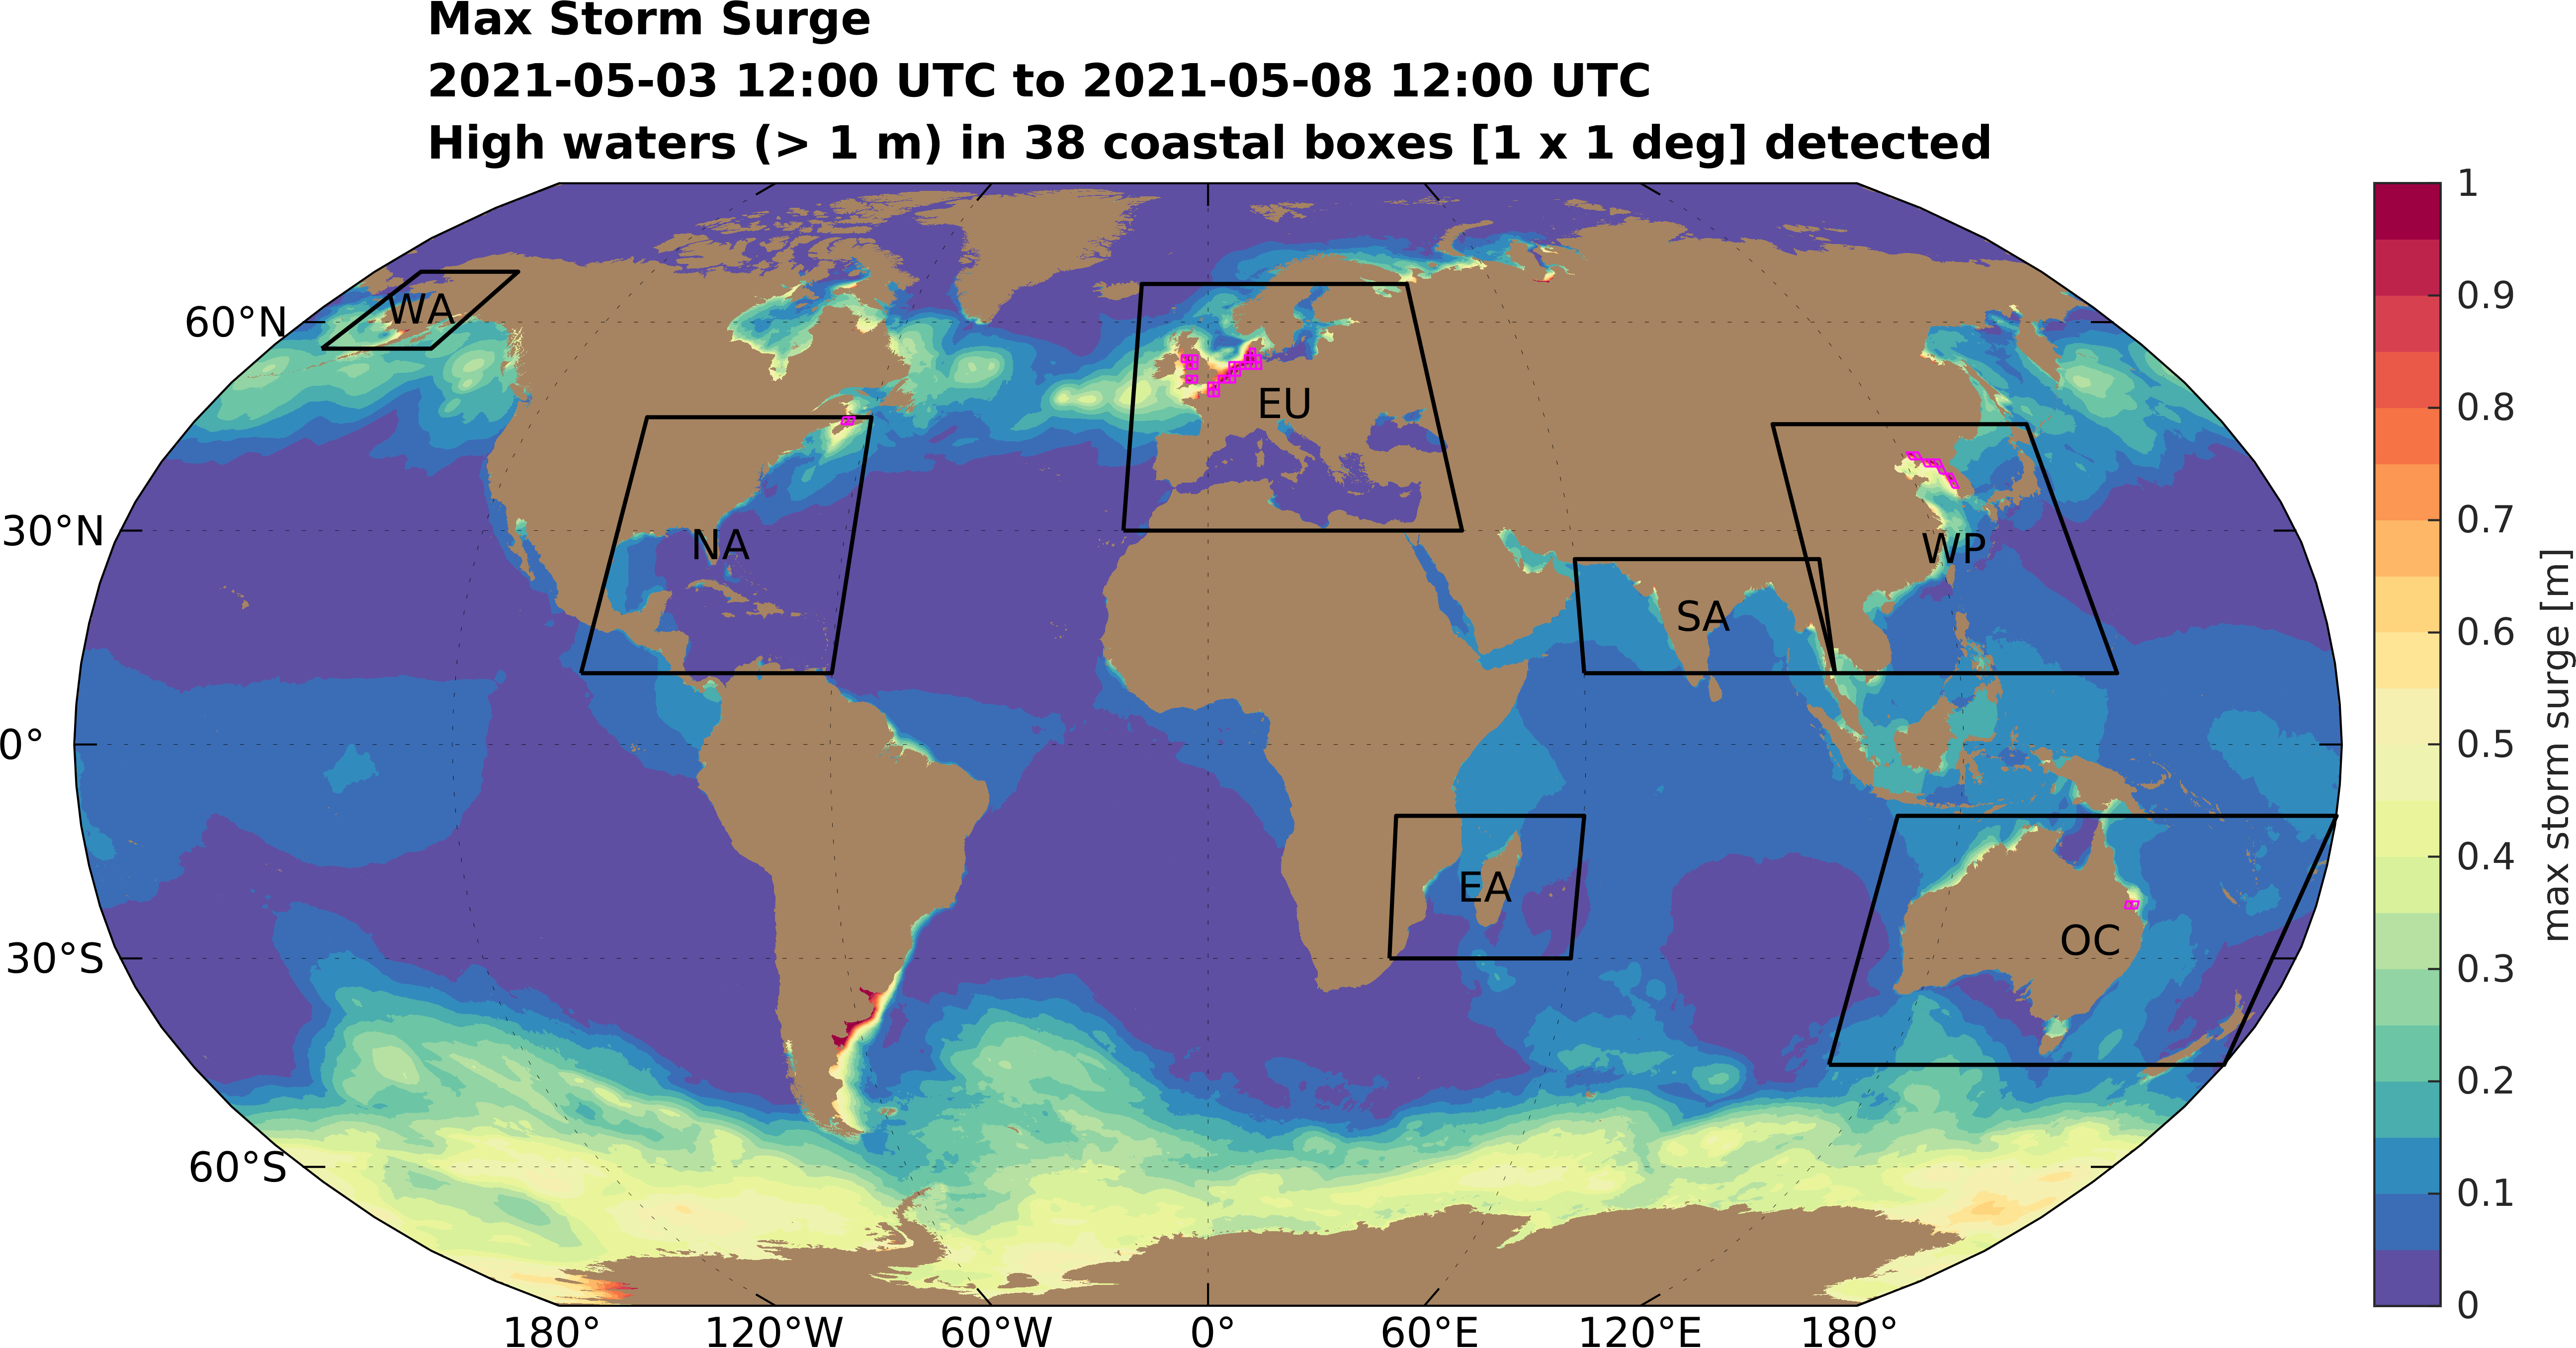 Max Storm Surge
2021-05-03 12:00 UTC to 2021-05-08 12:00 UTC
High waters (> 1 m) in 38 coastal boxes [1 x 1 deg] detected
60°N
30°N
0°
30°S
60°S
WA
NA
EU
SA
WP
EA
OC
180°
120°W
60°W
0°
60°E
120°E
180°
1
0.9
0.8
0.7
0.6
0.5
0.4
0.3
0.2
0.1
0
max storm surge [m]